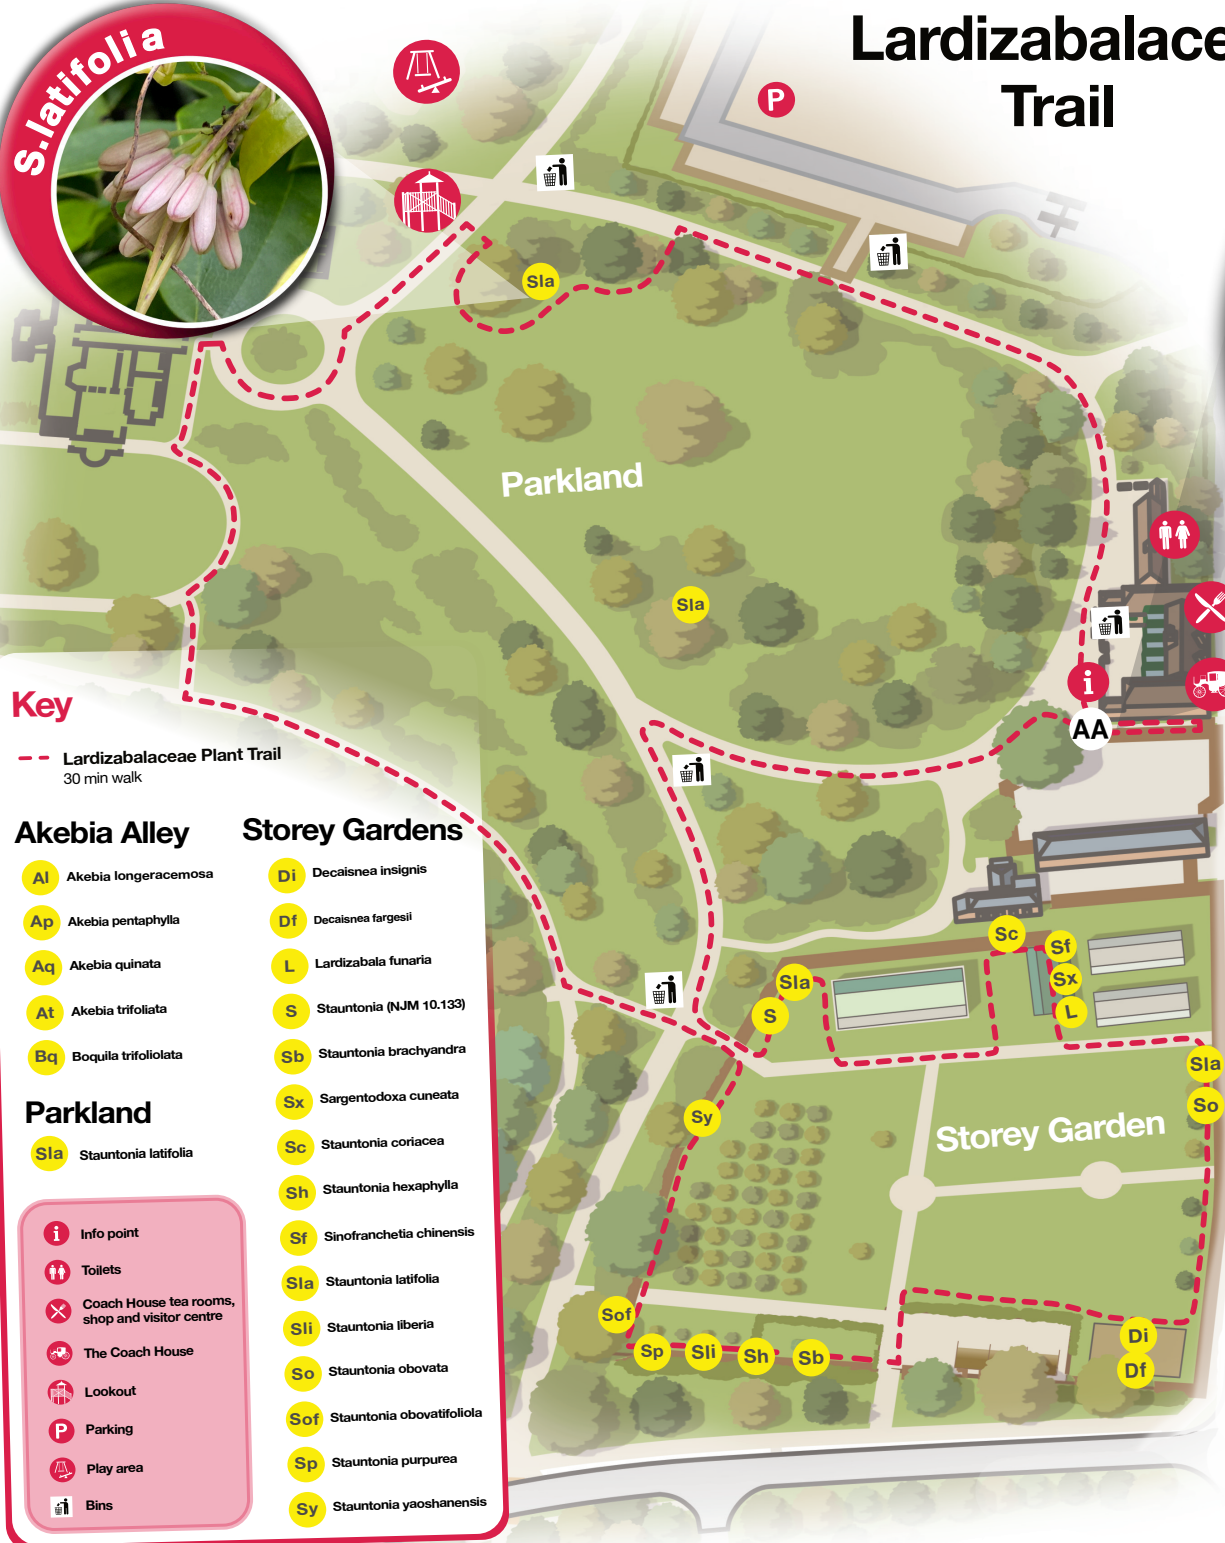 S.latifolia
Lardizabalace
Trail
P
Sla
Parkland
Sla
i
AA
Sc
Sf
Sx
L
Sla
S
Sla
So
Sy
Storey Garden
Sof
Sp
Sli
Sh
Sb
Di
Df
Key
Lardizabalaceae Plant Trail
30 min walk
Akebia Alley
Al Akebia longeracemosa
Ap Akebia pentaphylla
Aq Akebia quinata
At Akebia trifoliata
Bq Boquila trifoliolata
Parkland
Sla Stauntonia latifolia
i Info point
Toilets
Coach House tea rooms,
shop and visitor centre
The Coach House
Lookout
P Parking
Play area
Bins
Storey Gardens
Di Decaisnea insignis
Df Decaisnea fargesii
L Lardizabala funaria
S Stauntonia (NJM 10.133)
Sb Stauntonia brachyandra
Sx Sargentodoxa cuneata
Sc Stauntonia coriacea
Sh Stauntonia hexaphylla
Sf Sinofranchetia chinensis
Sla Stauntonia latifolia
Sli Stauntonia liberia
So Stauntonia obovata
Sof Stauntonia obovatifoliola
Sp Stauntonia purpurea
Sy Stauntonia yaoshanensis